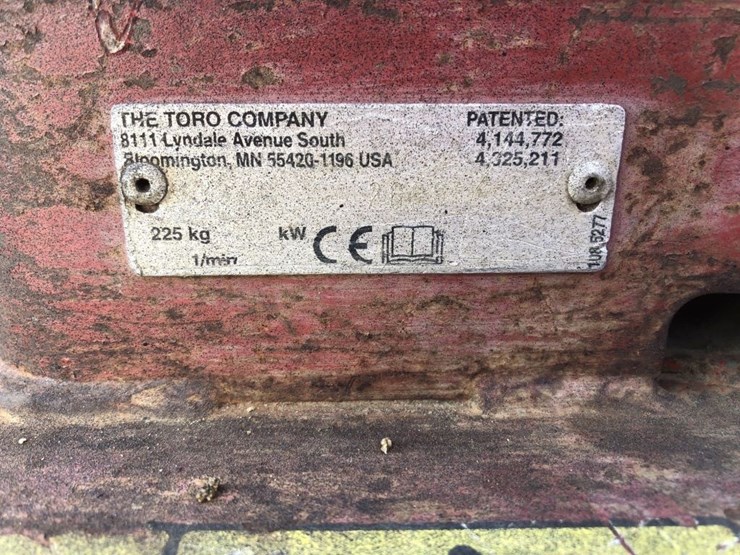 THE TORO COMPANY
8111 Lyndale Avenue South
Bloomington, MN 55420-1196 USA
PATENTED:
4,144,772
4,325,211
225 kg
kW
CE
1/min
5277